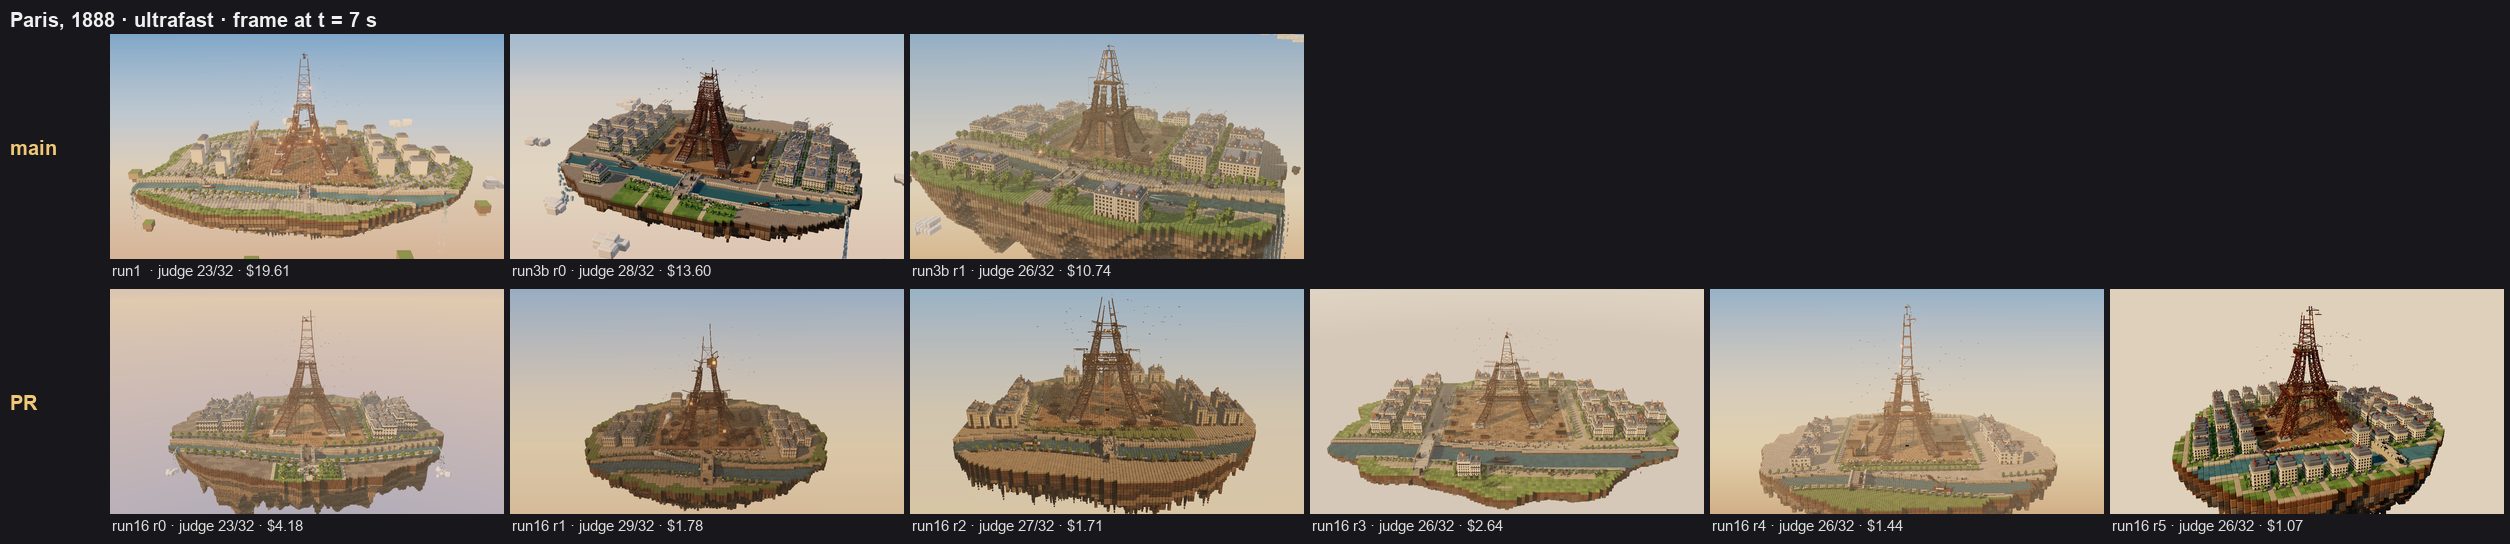 Paris, 1888 · ultrafast · frame at t = 7 s
main
run1 · judge 23/32 · $19.61
run3b r0 · judge 28/32 · $13.60
run3b r1 · judge 26/32 · $10.74
PR
run16 r0 · judge 23/32 · $4.18
run16 r1 · judge 29/32 · $1.78
run16 r2 · judge 27/32 · $1.71
run16 r3 · judge 26/32 · $2.64
run16 r4 · judge 26/32 · $1.44
run16 r5 · judge 26/32 · $1.07